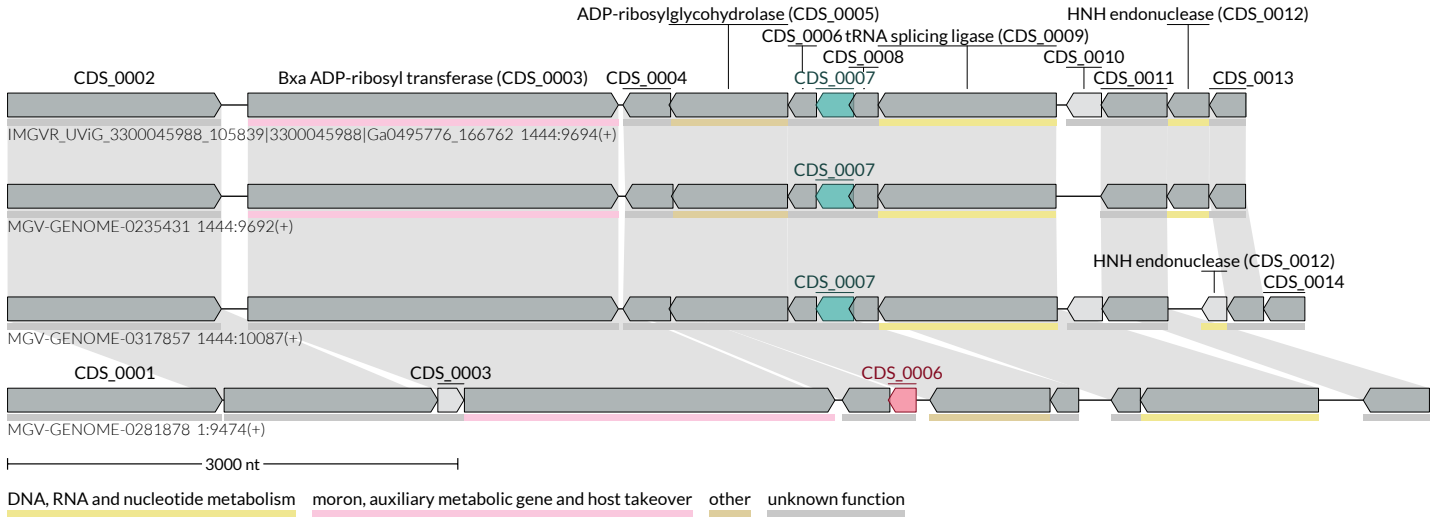 ADP-ribosylglycohydrolase (CDS_0005) HNH endonuclease (CDS_0012)
CDS_0006 tRNA splicing ligase (CDS_0009)
CDS_0008 CDS_0010
CDS_0002 Bxa ADP-ribosyl transferase (CDS_0003) CDS_0004 CDS_0007 CDS_0011 CDS_0013
IMGVR_UViG_3300045988_105839|3300045988|Ga0495776_166762 1444:9694(+)
CDS_0007
MGV-GENOME-0235431 1444:9692(+)
HNH endonuclease (CDS_0012)
CDS_0007 CDS_0014
MGV-GENOME-0317857 1444:10087(+)
CDS_0001 CDS_0003 CDS_0006
MGV-GENOME-0281878 1:9474(+)
3000 nt
DNA, RNA and nucleotide metabolism moron, auxiliary metabolic gene and host takeover other unknown function